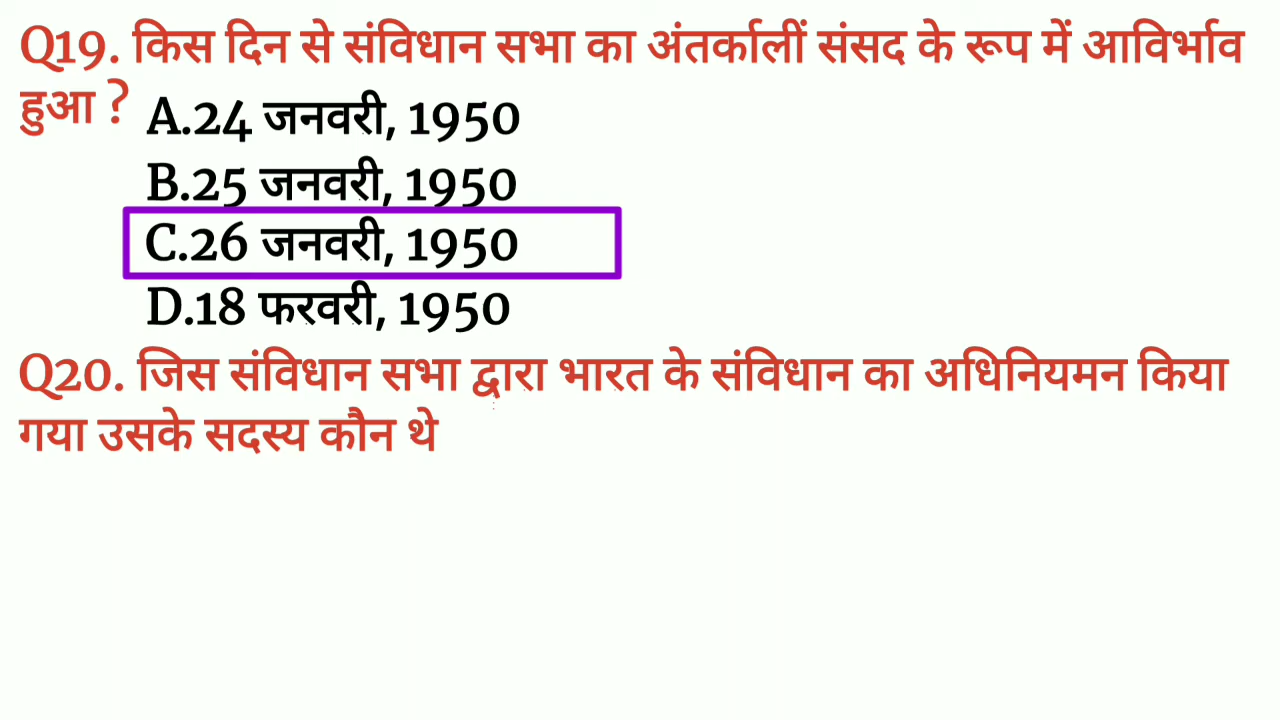 Q19. किस दिन से संविधान सभा का अंतर्कालीं संसद के रूप में आविर्भाव
हुआ ?
A.24 जनवरी, 1950
B.25 जनवरी, 1950
C.26 जनवरी, 1950
D.18 फरवरी, 1950
Q20. जिस संविधान सभा द्वारा भारत के संविधान का अधिनियमन किया
गया उसके सदस्य कौन थे